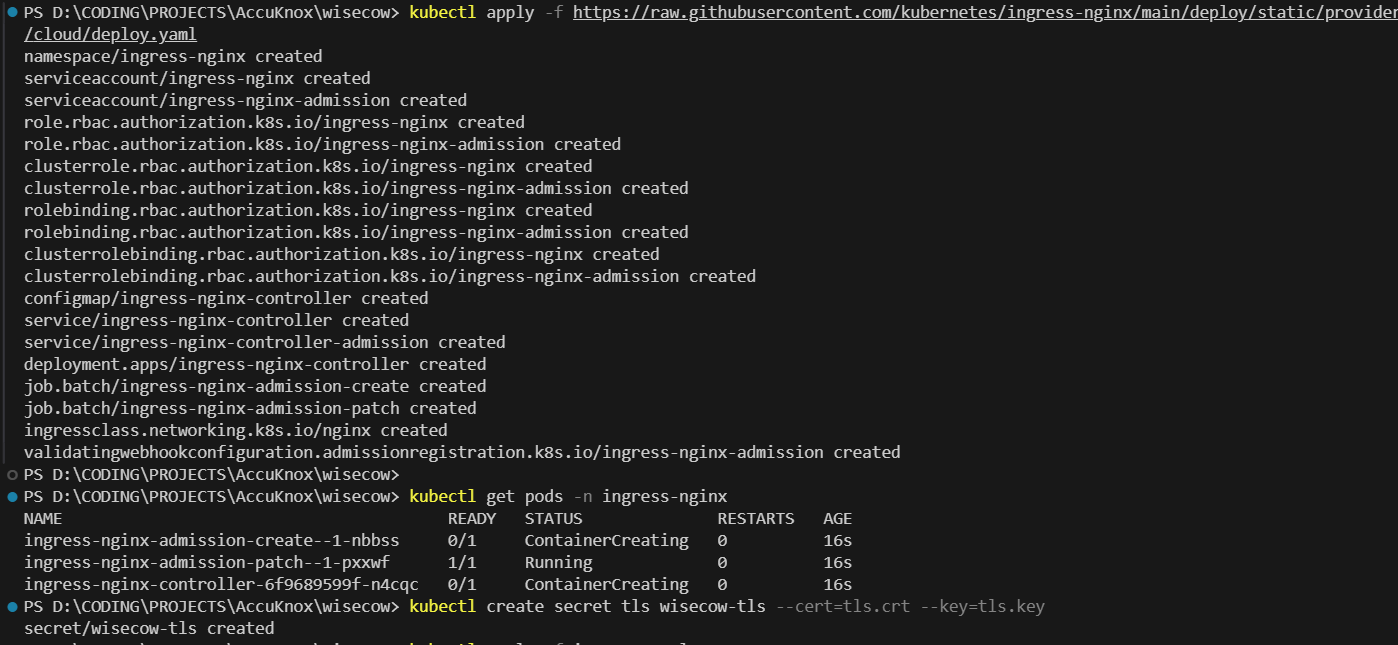 PS D:\CODING\PROJECTS\AccuKnox\wisecow> kubectl apply -f https://raw.githubusercontent.com/kubernetes/ingress-nginx/main/deploy/static/provider
/cloud/deploy.yaml
namespace/ingress-nginx created
serviceaccount/ingress-nginx created
serviceaccount/ingress-nginx-admission created
role.rbac.authorization.k8s.io/ingress-nginx created
role.rbac.authorization.k8s.io/ingress-nginx-admission created
clusterrole.rbac.authorization.k8s.io/ingress-nginx created
clusterrole.rbac.authorization.k8s.io/ingress-nginx-admission created
rolebinding.rbac.authorization.k8s.io/ingress-nginx created
rolebinding.rbac.authorization.k8s.io/ingress-nginx-admission created
clusterrolebinding.rbac.authorization.k8s.io/ingress-nginx created
clusterrolebinding.rbac.authorization.k8s.io/ingress-nginx-admission created
configmap/ingress-nginx-controller created
service/ingress-nginx-controller created
service/ingress-nginx-controller-admission created
deployment.apps/ingress-nginx-controller created
job.batch/ingress-nginx-admission-create created
job.batch/ingress-nginx-admission-patch created
ingressclass.networking.k8s.io/nginx created
validatingwebhookconfiguration.admissionregistration.k8s.io/ingress-nginx-admission created
PS D:\CODING\PROJECTS\AccuKnox\wisecow>
PS D:\CODING\PROJECTS\AccuKnox\wisecow> kubectl get pods -n ingress-nginx
NAME READY STATUS RESTARTS AGE
ingress-nginx-admission-create--1-nbbss 0/1 ContainerCreating 0 16s
ingress-nginx-admission-patch--1-pxxwf 1/1 Running 0 16s
ingress-nginx-controller-6f9689599f-n4cqc 0/1 ContainerCreating 0 16s
PS D:\CODING\PROJECTS\AccuKnox\wisecow> kubectl create secret tls wisecow-tls --cert=tls.crt --key=tls.key
secret/wisecow-tls created